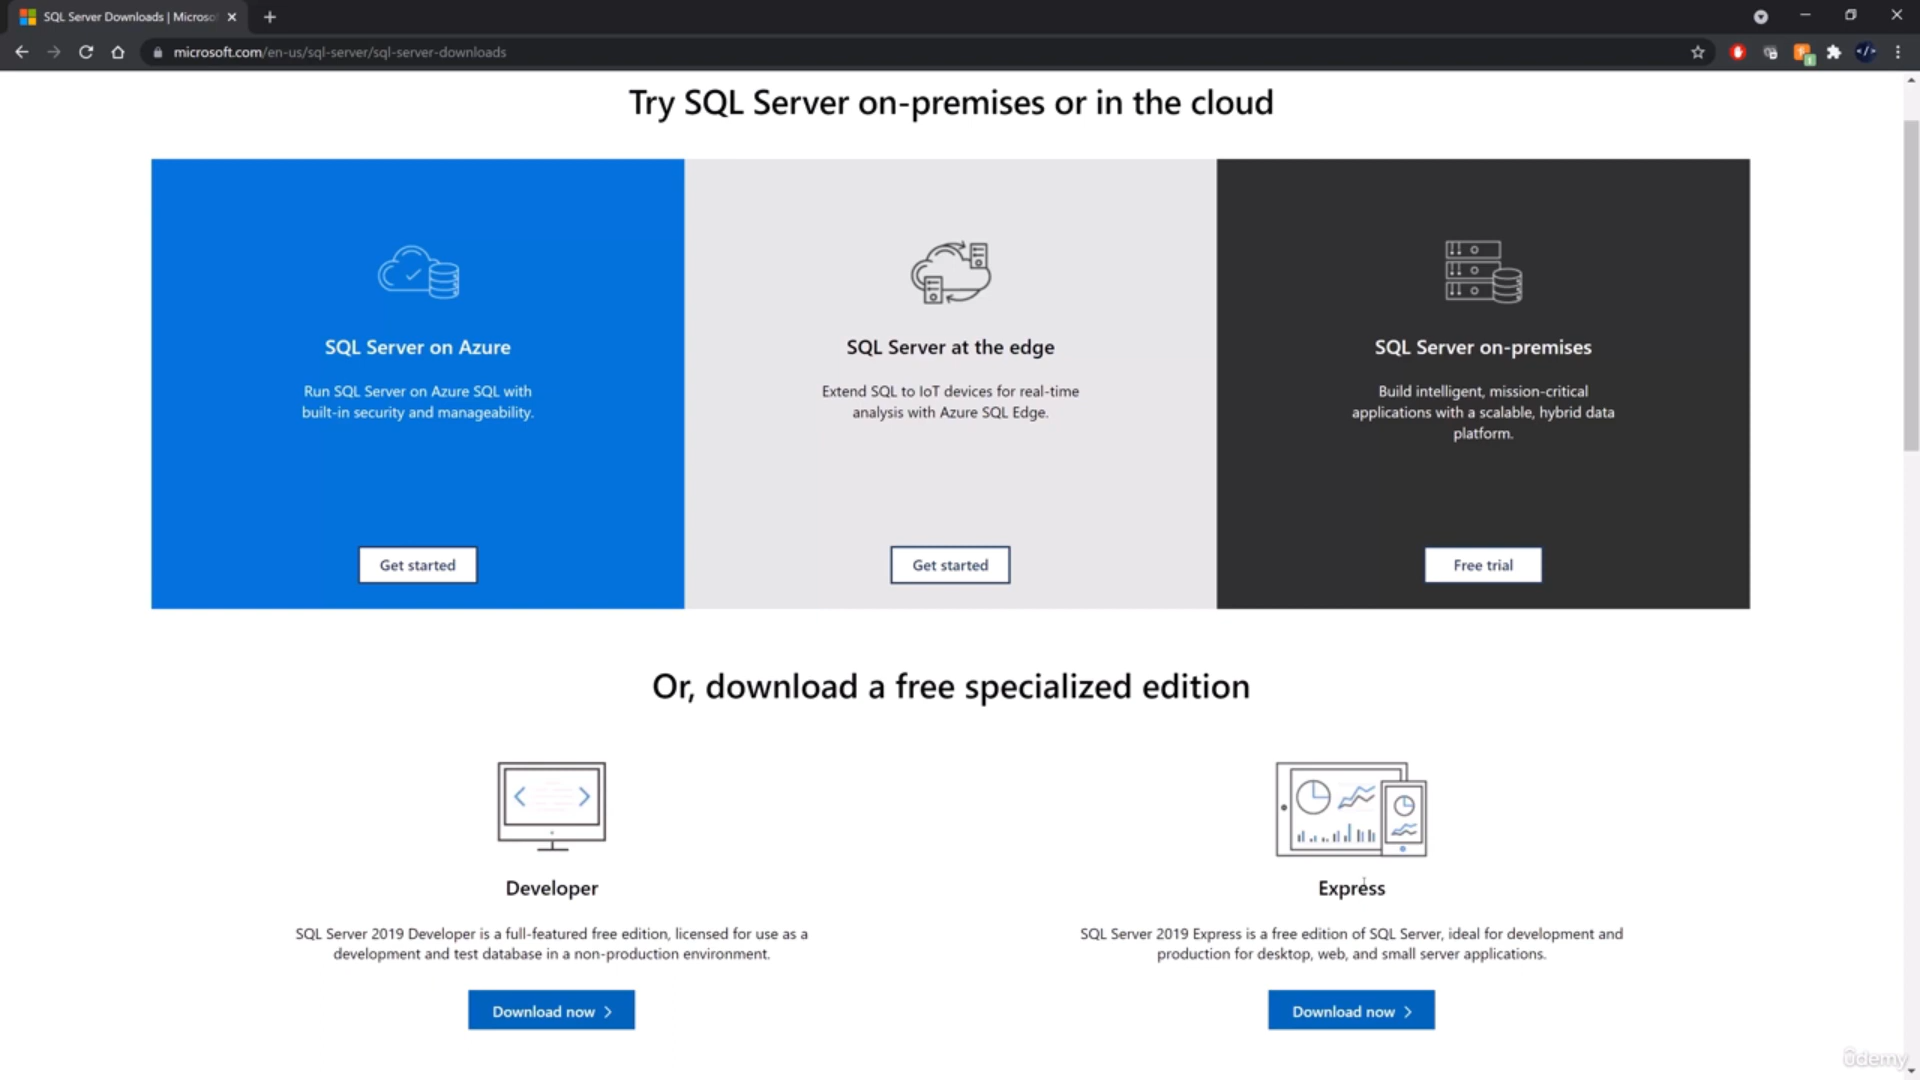 SQL Server Downloads | Microso
microsoft.com/en-us/sql-server/sql-server-downloads
Try SQL Server on-premises or in the cloud
SQL Server on Azure
Run SQL Server on Azure SQL with
built-in security and manageability.
Get started
SQL Server at the edge
Extend SQL to IoT devices for real-time
analysis with Azure SQL Edge.
Get started
SQL Server on-premises
Build intelligent, mission-critical
applications with a scalable, hybrid data
platform.
Free trial
Or, download a free specialized edition
Developer
SQL Server 2019 Developer is a full-featured free edition, licensed for use as a
development and test database in a non-production environment.
Download now
Express
SQL Server 2019 Express is a free edition of SQL Server, ideal for development and
production for desktop, web, and small server applications.
Download now
ûdemy